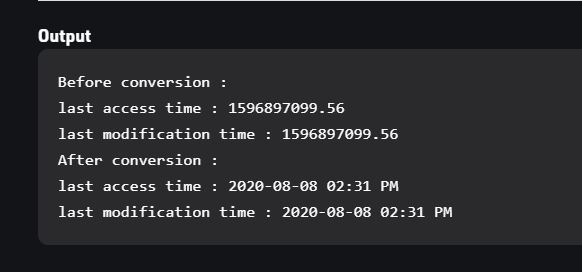 Output
Before conversion :
last access time : 1596897099.56
last modification time : 1596897099.56
After conversion :
last access time : 2020-08-08 02:31 PM
last modification time : 2020-08-08 02:31 PM